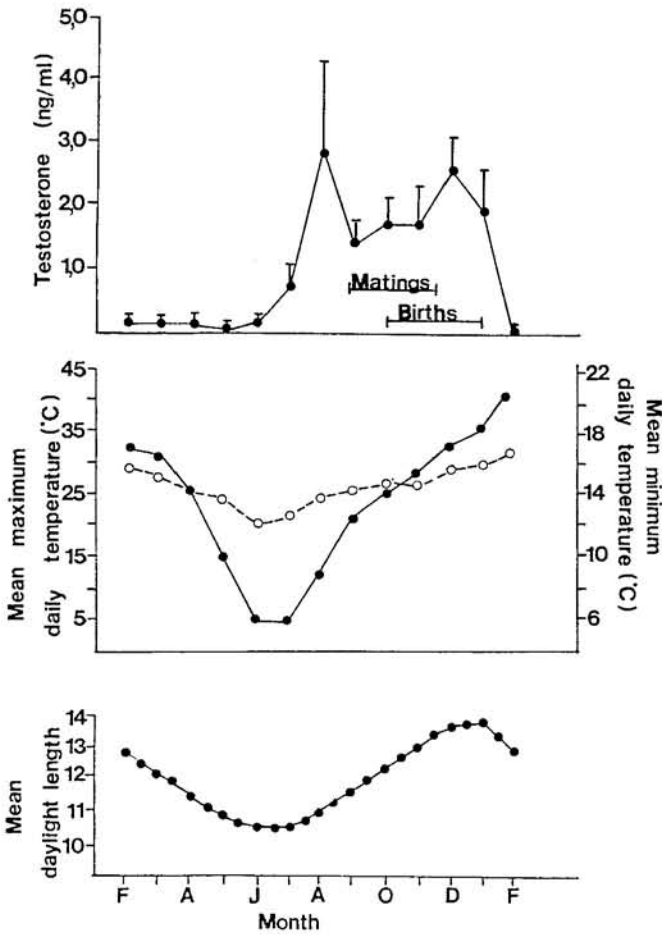 5,0
4,0
3,0
2,0
1,0
Testosterone (ng/ml)
Matings
Births
45
35
25
15
5
Mean maximum
daily temperature (°C)
22
18
14
10
6
Mean minimum
daily temperature (°C)
14
13
12
11
10
Mean
daylight length
F A J A O D F
Month